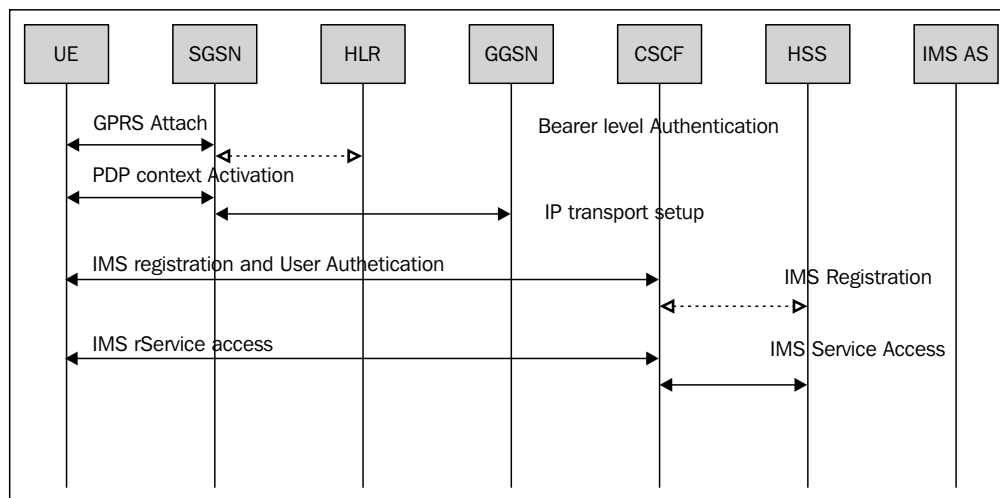 UE
SGSN
HLR
GGSN
CSCF
HSS
IMS AS
GPRS Attach
Bearer level Authentication
PDP context Activation
IP transport setup
IMS registration and User Authetication
IMS Registration
IMS rService access
IMS Service Access